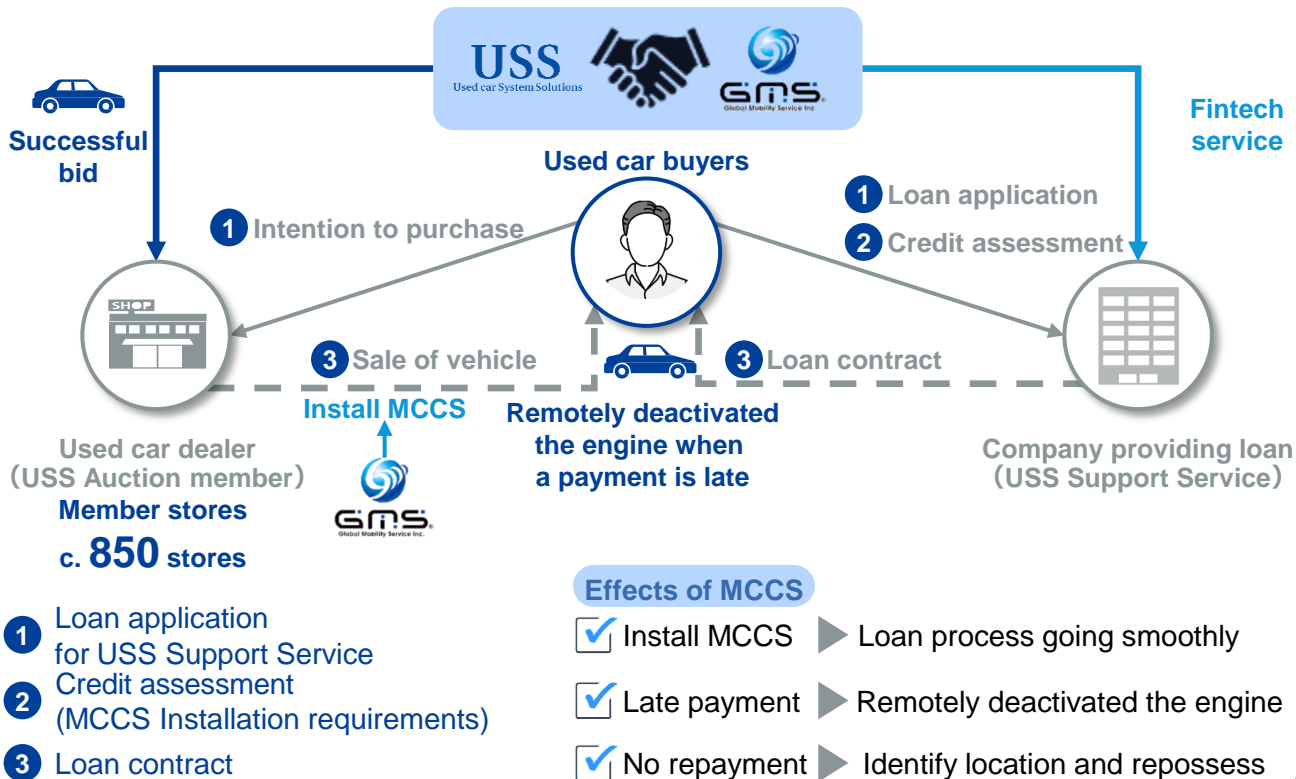 USS
Used car System Solutions
GMS
Global Mobility Service Inc.
Successful
bid
Fintech
service
Used car buyers
1 Intention to purchase
1 Loan application
2 Credit assessment
SHOP
3 Sale of vehicle
3 Loan contract
Install MCCS
Remotely deactivated
the engine when
a payment is late
GMS.
Global Mobility Service Inc.
Used car dealer
(USS Auction member)
Member stores
c. 850 stores
Company providing loan
(USS Support Service)
1 Loan application
for USS Support Service
2 Credit assessment
(MCCS Installation requirements)
3 Loan contract
Effects of MCCS
Install MCCS Loan process going smoothly
Late payment Remotely deactivated the engine
No repayment Identify location and repossess